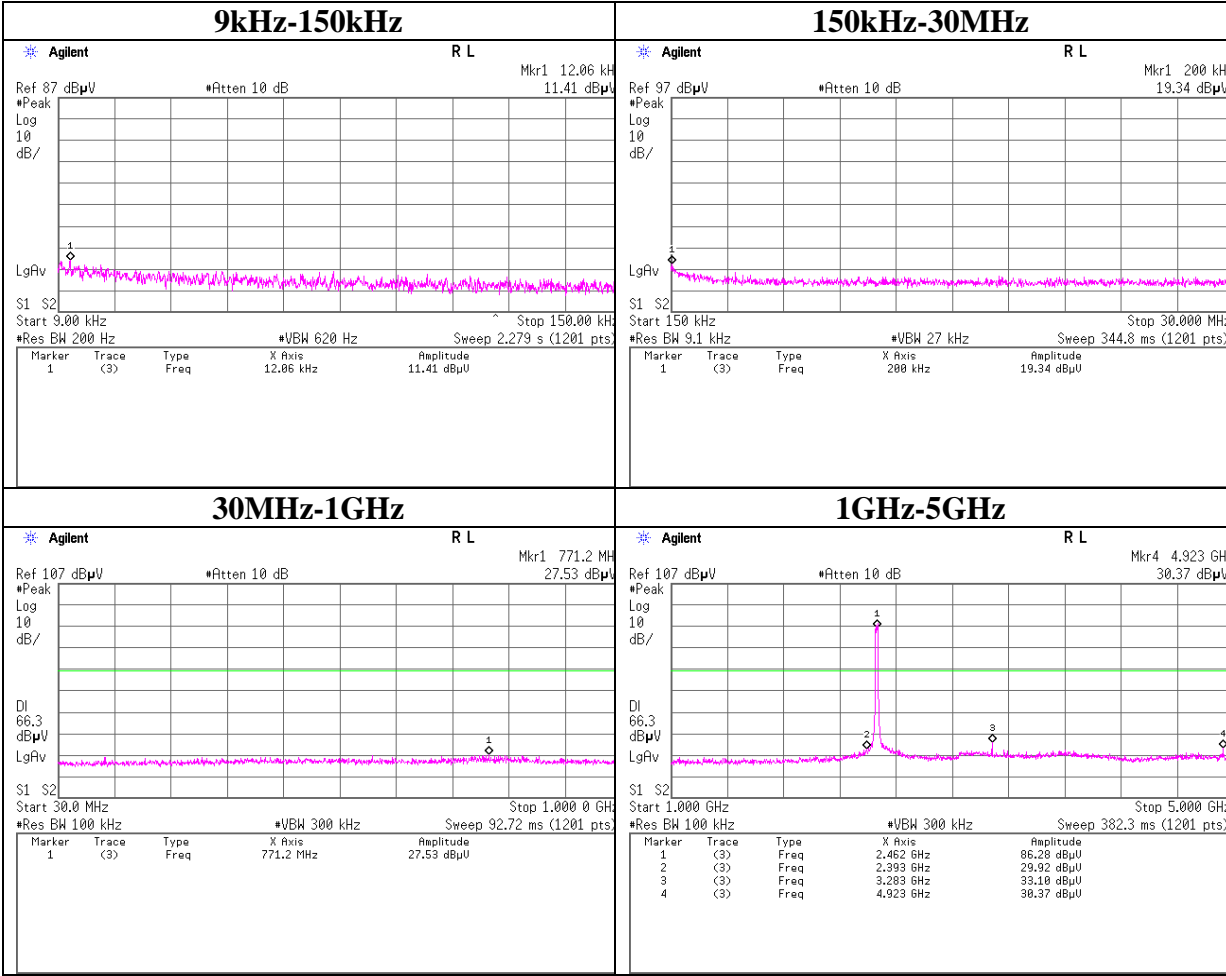 9kHz-150kHz
Agilent R L
Mkr1 12.06 kH
Ref 87 dBµV #Atten 10 dB 11.41 dBµV
#Peak
Log
10
dB/
1
LgAv
S1 S2
Start 9.00 kHz ^ Stop 150.00 kHz
#Res BW 200 Hz #VBW 620 Hz Sweep 2.279 s (1201 pts)
Marker Trace Type X Axis Amplitude
1 (3) Freq 12.06 kHz 11.41 dBµV
150kHz-30MHz
Agilent R L
Mkr1 200 kH
Ref 97 dBµV #Atten 10 dB 19.34 dBµV
#Peak
Log
10
dB/
1
LgAv
S1 S2
Start 150 kHz Stop 30.000 MHz
#Res BW 9.1 kHz #VBW 27 kHz Sweep 344.8 ms (1201 pts)
Marker Trace Type X Axis Amplitude
1 (3) Freq 200 kHz 19.34 dBµV
30MHz-1GHz
Agilent R L
Mkr1 771.2 MH
Ref 107 dBµV #Atten 10 dB 27.53 dBµV
#Peak
Log
10
dB/
DI
66.3
dBµV
1
LgAv
S1 S2
Start 30.0 MHz Stop 1.000 0 GHz
#Res BW 100 kHz #VBW 300 kHz Sweep 92.72 ms (1201 pts)
Marker Trace Type X Axis Amplitude
1 (3) Freq 771.2 MHz 27.53 dBµV
1GHz-5GHz
Agilent R L
Mkr4 4.923 GH
Ref 107 dBµV #Atten 10 dB 30.37 dBµV
#Peak
Log
10
dB/
1
DI
66.3
dBµV
2 3 4
LgAv
S1 S2
Start 1.000 GHz Stop 5.000 GHz
#Res BW 100 kHz #VBW 300 kHz Sweep 382.3 ms (1201 pts)
Marker Trace Type X Axis Amplitude
1 (3) Freq 2.462 GHz 86.28 dBµV
2 (3) Freq 2.393 GHz 29.92 dBµV
3 (3) Freq 3.283 GHz 33.10 dBµV
4 (3) Freq 4.923 GHz 30.37 dBµV